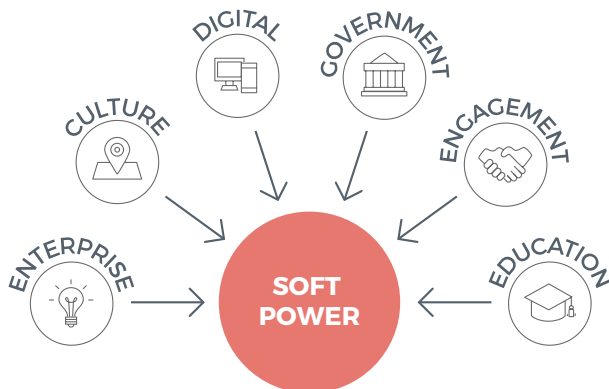 ENTERPRISE
CULTURE
DIGITAL
GOVERNMENT
ENGAGEMENT
EDUCATION
SOFT
POWER